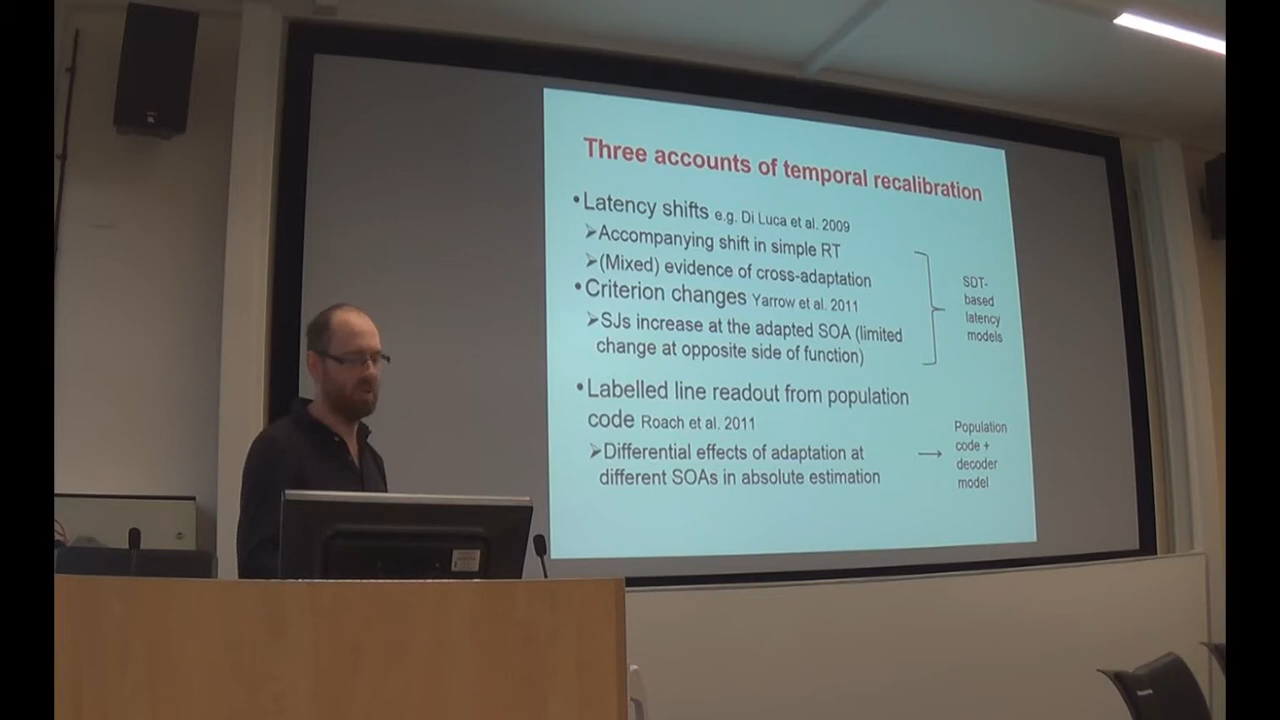 Three accounts of temporal recalibration
•Latency shifts e.g. Di Luca et al. 2009
➢Accompanying shift in simple RT
➢(Mixed) evidence of cross-adaptation
•Criterion changes Yarrow et al. 2011
➢SJs increase at the adapted SOA (limited
change at opposite side of function)
SDT-
based
latency
models
•Labelled line readout from population
code Roach et al. 2011
➢Differential effects of adaptation at
different SOAs in absolute estimation
→
Population
code +
decoder
model